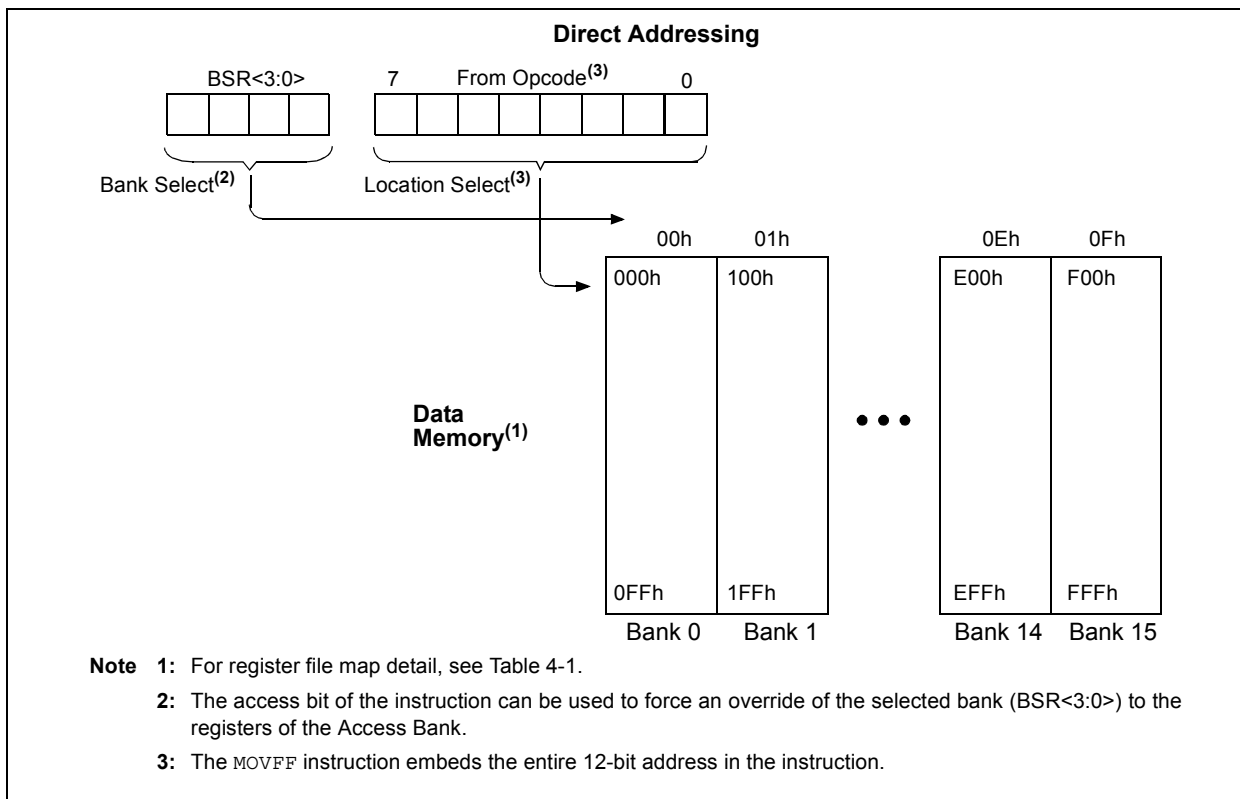 Direct Addressing
BSR<3:0> 7 From Opcode(3) 0
Bank Select(2) Location Select(3)
00h 01h 0Eh 0Fh
000h 100h E00h F00h
Data
Memory(1)
0FFh 1FFh EFFh FFFh
Bank 0 Bank 1 Bank 14 Bank 15
Note 1: For register file map detail, see Table 4-1.
2: The access bit of the instruction can be used to force an override of the selected bank (BSR<3:0>) to the
registers of the Access Bank.
3: The MOVFF instruction embeds the entire 12-bit address in the instruction.